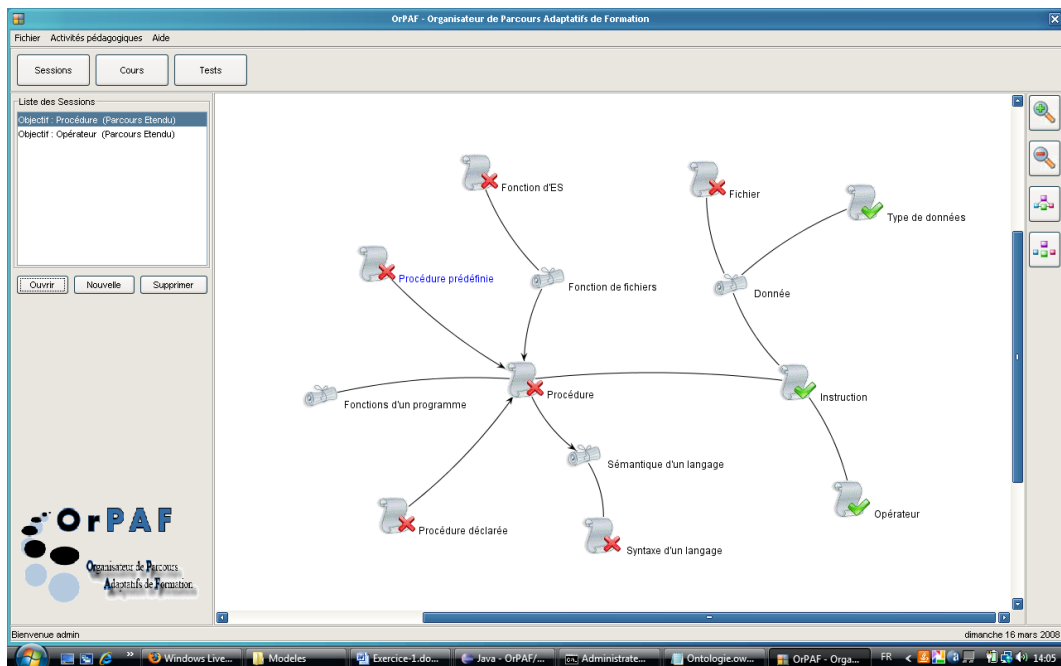 OrPAF - Organisateur de Parcours Adaptatifs de Formation
Fichier Activités pédagogiques Aide
Sessions Cours Tests
Liste des Sessions
Objectif : Procédure (Parcours Etendu)
Objectif : Opérateur (Parcours Etendu)
Ouvrir Nouvelle Supprimer
Fonction d'ES
Fichier
Type de données
Procédure prédéfinie
Fonction de fichiers
Donnée
Fonctions d'un programme
Procédure
Instruction
Sémantique d'un langage
Procédure déclarée
Syntaxe d'un langage
Opérateur
OrPAF
Organisateur de Parcours
Adaptatifs de Formation
Bienvenue admin
dimanche 16 mars 2008
Windows Live... Modeles Exercice-1.do... Java - OrPAF/... Administrate... Ontologie.ow... OrPAF - Orga... FR 14:05